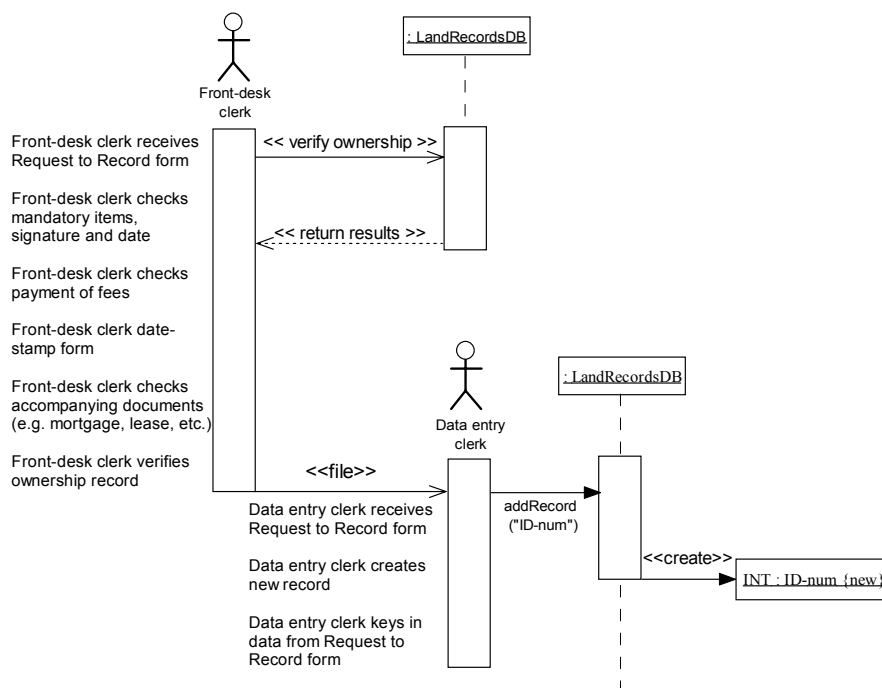 : LandRecordsDB
Front-desk
clerk
Front-desk clerk receives
Request to Record form
<< verify ownership >>
Front-desk clerk checks
mandatory items,
signature and date
<< return results >>
Front-desk clerk checks
payment of fees
Front-desk clerk date-
stamp form
: LandRecordsDB
Front-desk clerk checks
accompanying documents
(e.g. mortgage, lease, etc.)
Data entry
clerk
Front-desk clerk verifies
ownership record
<<file>>
addRecord
("ID-num")
Data entry clerk receives
Request to Record form
<<create>>
INT : ID-num {new}
Data entry clerk creates
new record
Data entry clerk keys in
data from Request to
Record form